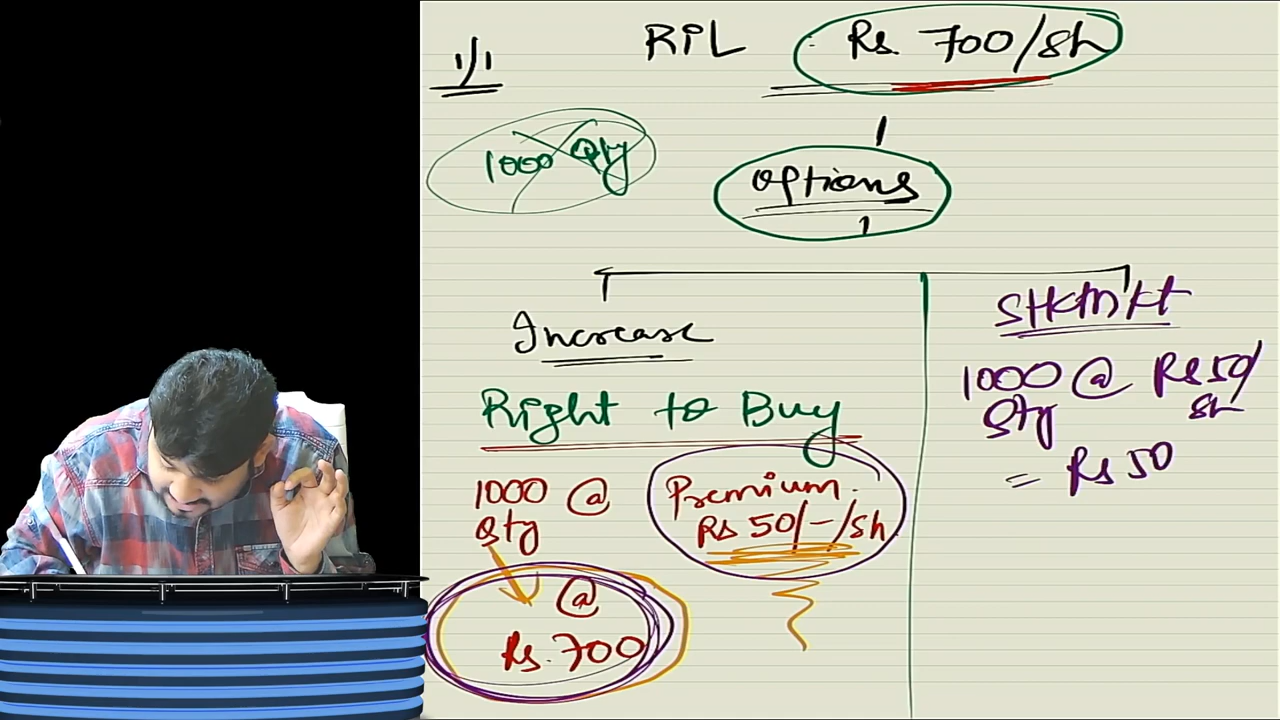 1/1
RIL Rs. 700/sh
1000 Qty
Options
Increase
Right to Buy
1000 @
Qty
Premium
Rs 50/-/sh
@
Rs. 700
1000 @ Rs 50/
Qty sh
= Rs 50